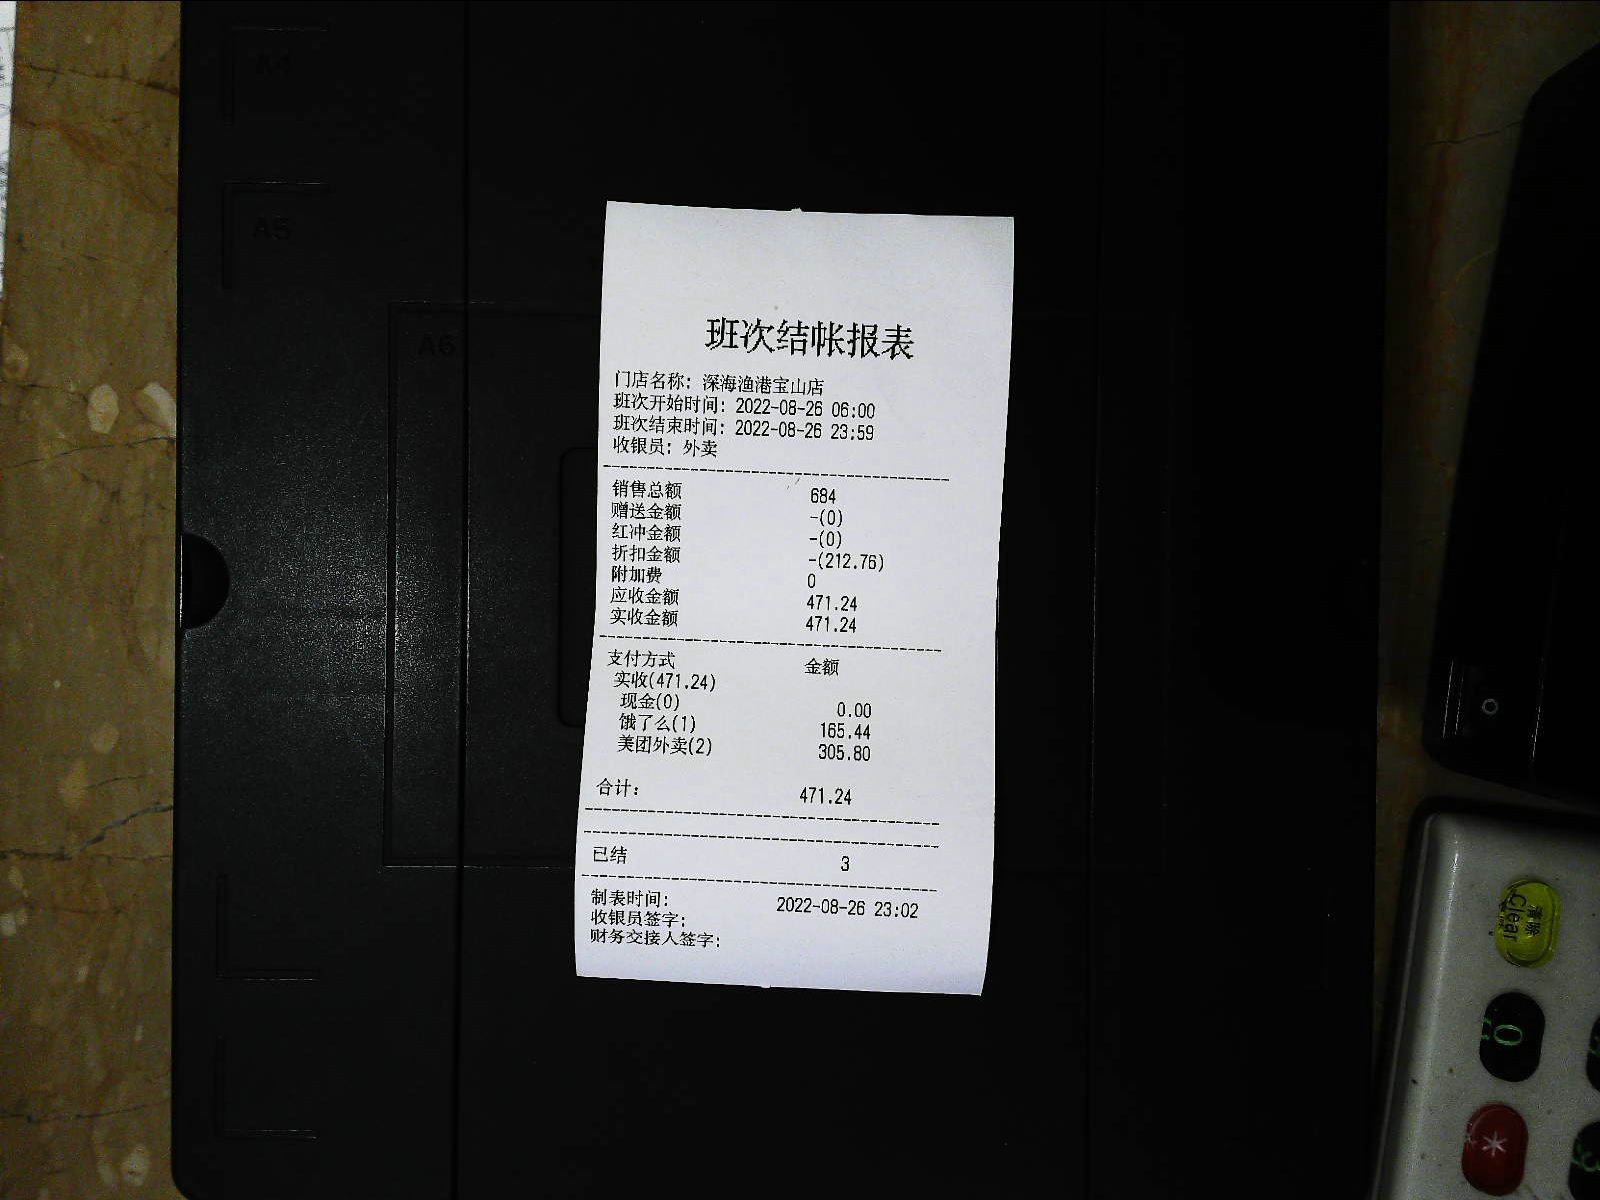 A4
A5
A6
班次结帐报表
门店名称: 深海渔港宝山店
班次开始时间: 2022-08-26 06:00
班次结束时间: 2022-08-26 23:59
收银员: 外卖
销售总额 684
赠送金额 -(0)
红冲金额 -(0)
折扣金额 -(212.76)
附加费 0
应收金额 471.24
实收金额 471.24
支付方式 金额
实收(471.24)
现金(0) 0.00
饿了么(1) 165.44
美团外卖(2) 305.80
合计: 471.24
已结 3
制表时间: 2022-08-26 23:02
收银员签字:
财务交接人签字:
清除
Clear
0
*